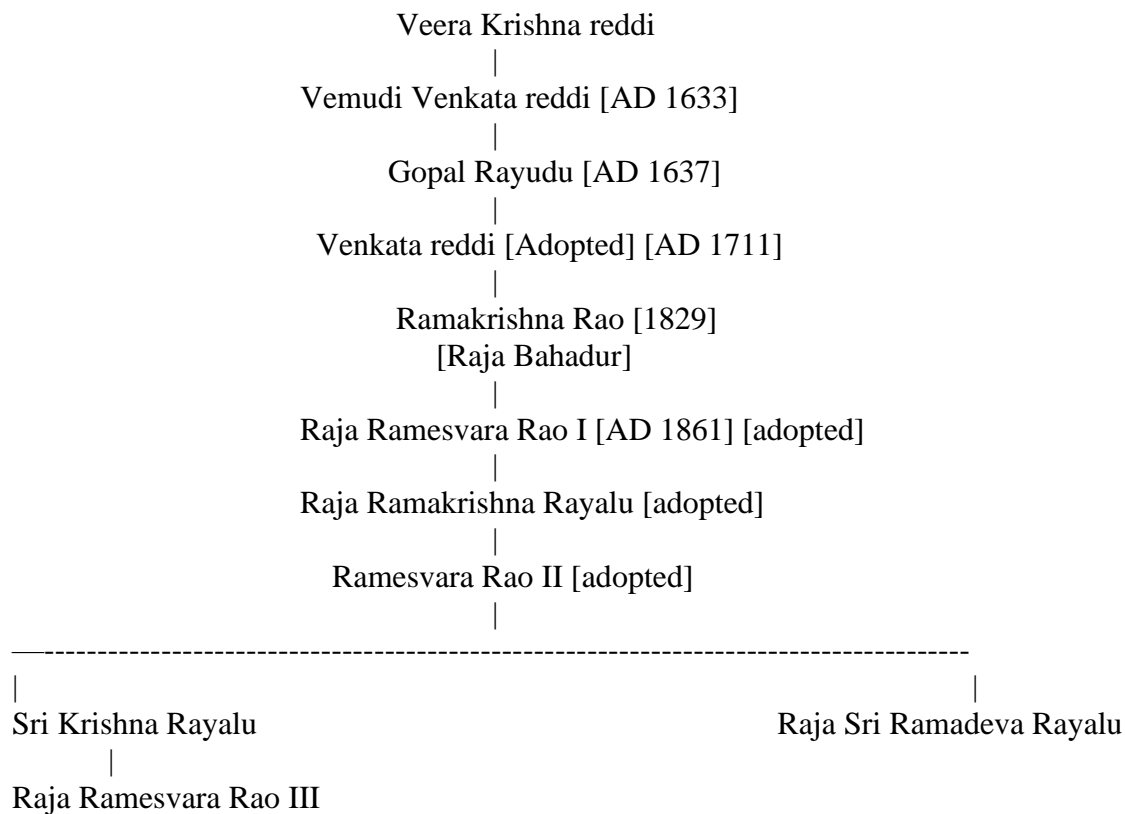 Veera Krishna reddi
|
Vemudi Venkata reddi [AD 1633]
|
Gopal Rayudu [AD 1637]
|
Venkata reddi [Adopted] [AD 1711]
|
Ramakrishna Rao [1829]
[Raja Bahadur]
|
Raja Ramesvara Rao I [AD 1861] [adopted]
|
Raja Ramakrishna Rayalu [adopted]
|
Ramesvara Rao II [adopted]
|
—----------------------------------------------------------------------------------------
| |
Sri Krishna Rayalu Raja Sri Ramadeva Rayalu
|
Raja Ramesvara Rao III